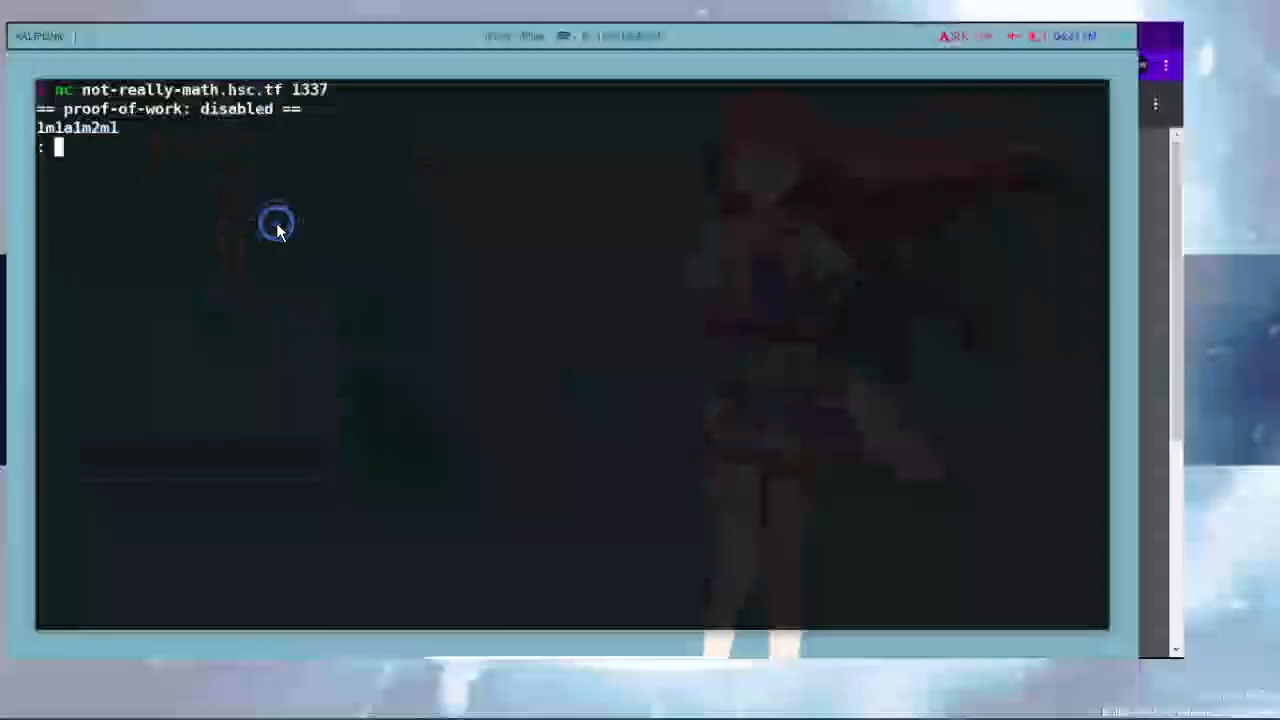 nc not-really-math.hsc.tf 1337
== proof-of-work: disabled ==
1m1a1m2m1
: